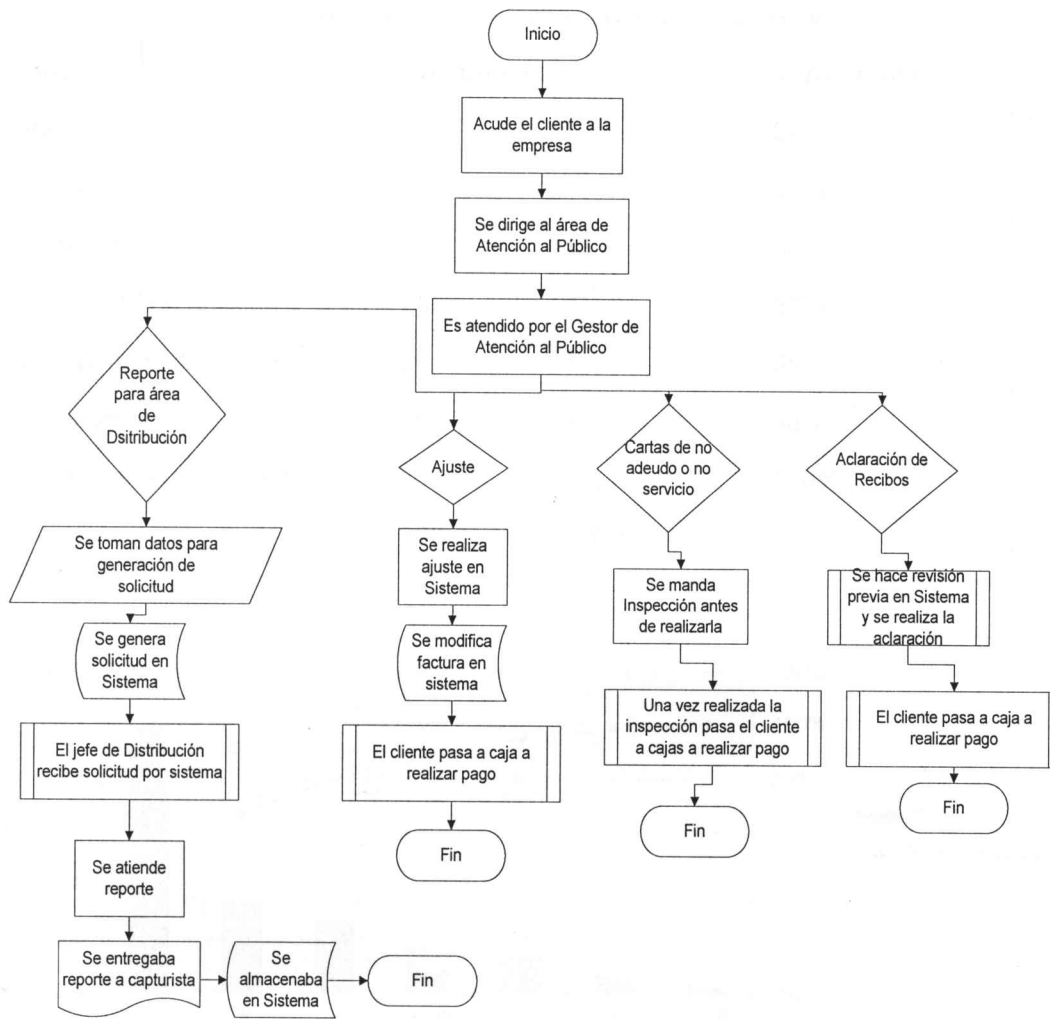 Inicio
Acude el cliente a la
empresa
Se dirige al área de
Atención al Público
Es atendido por el Gestor de
Atención al Público
Reporte
para área
de
Dsitribución
Se toman datos para
generación de
solicitud
Se genera
solicitud en
Sistema
El jefe de Distribución
recibe solicitud por sistema
Se atiende
reporte
Se entregaba
reporte a capturista
Se
almacenaba
en Sistema
Fin
Ajuste
Se realiza
ajuste en
Sistema
Se modifica
factura en
sistema
El cliente pasa a caja a
realizar pago
Fin
Cartas de no
adeudo o no
servicio
Se manda
Inspección antes
de realizarla
Una vez realizada la
inspección pasa el cliente
a cajas a realizar pago
Fin
Aclaración de
Recibos
Se hace revisión
previa en Sistema
y se realiza la
aclaración
El cliente pasa a caja a
realizar pago
Fin